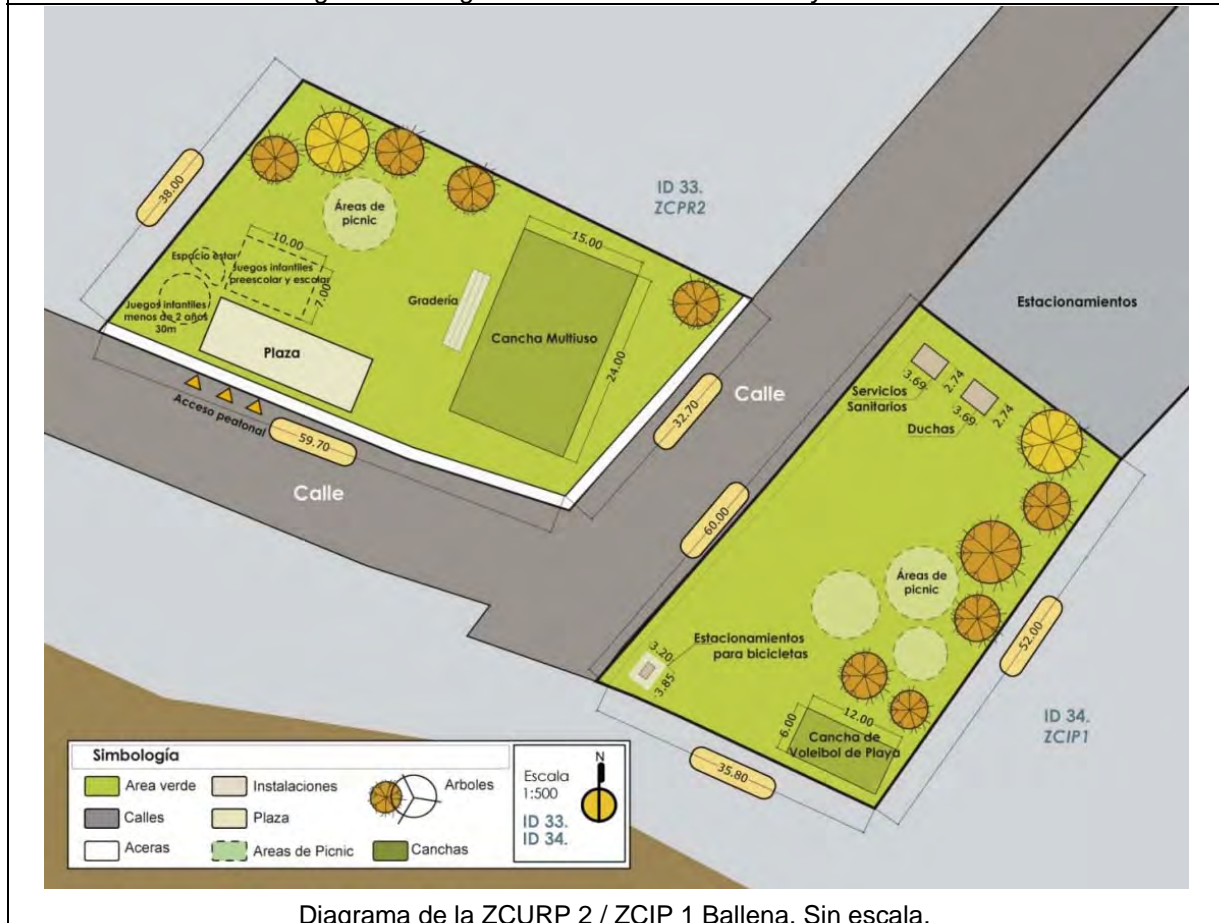 38.00
ID 33.
ZCPR2
Áreas de
picnic
15.00
10.00
Espacio estar
Juegos infantiles
preescolar y escolar
7.00
Juegos infantiles
menos de 2 años
30m
Gradería
Cancha Multiuso
24.00
Plaza
Acceso peatonal
59.70
Calle
32.70
Calle
Estacionamientos
Servicios
Sanitarios
3.69
2.74
Duchas
3.69
2.74
60.00
Áreas de
picnic
Estacionamientos
para bicicletas
3.20
3.85
52.00
6.00
12.00
Cancha de
Voleibol de Playa
35.80
ID 34.
ZCIP1
Simbología
Area verde
Instalaciones
Arboles
Calles
Plaza
Aceras
Areas de Picnic
Canchas
N
Escala
1:500
ID 33.
ID 34.
Diagrama de la ZCURP 2 / ZCIP 1 Ballena. Sin escala.